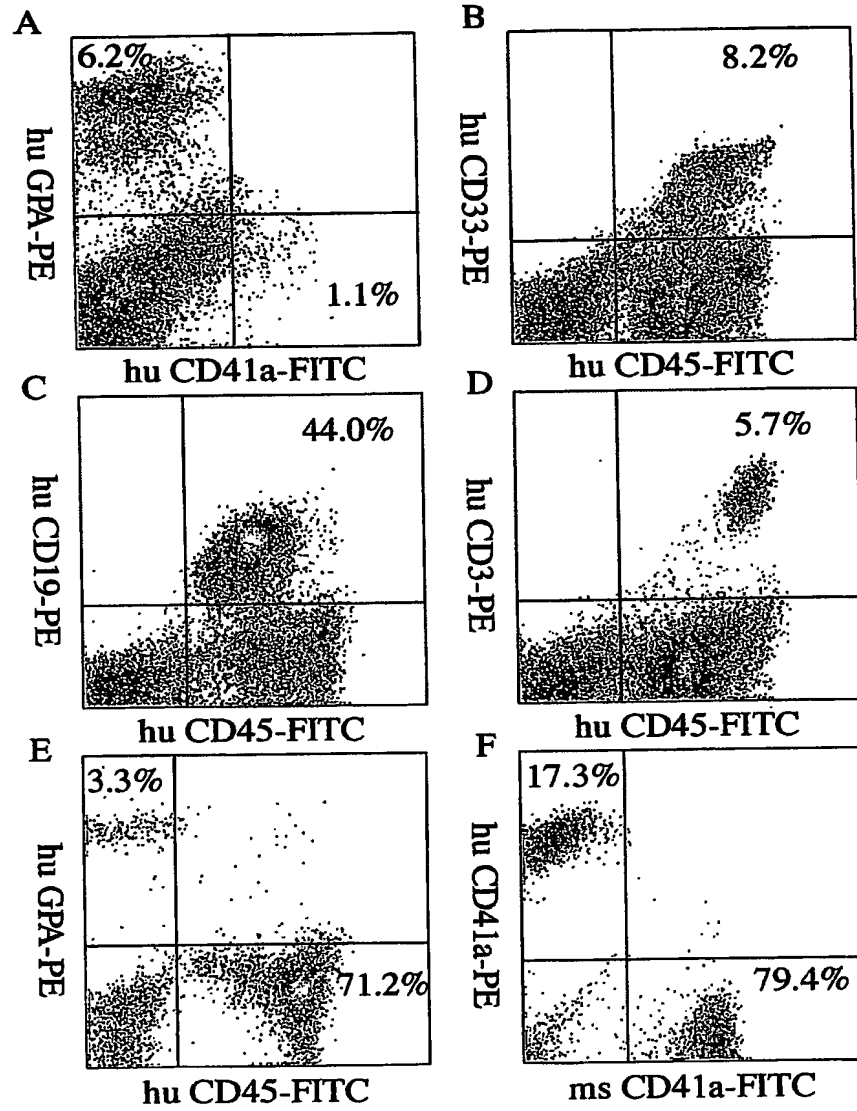 A
6.2%
hu GPA-PE
1.1%
hu CD41a-FITC
B
8.2%
hu CD33-PE
hu CD45-FITC
C
44.0%
hu CD19-PE
hu CD45-FITC
D
5.7%
hu CD3-PE
hu CD45-FITC
E
3.3%
hu GPA-PE
71.2%
hu CD45-FITC
F
17.3%
hu CD41a-PE
79.4%
ms CD41a-FITC